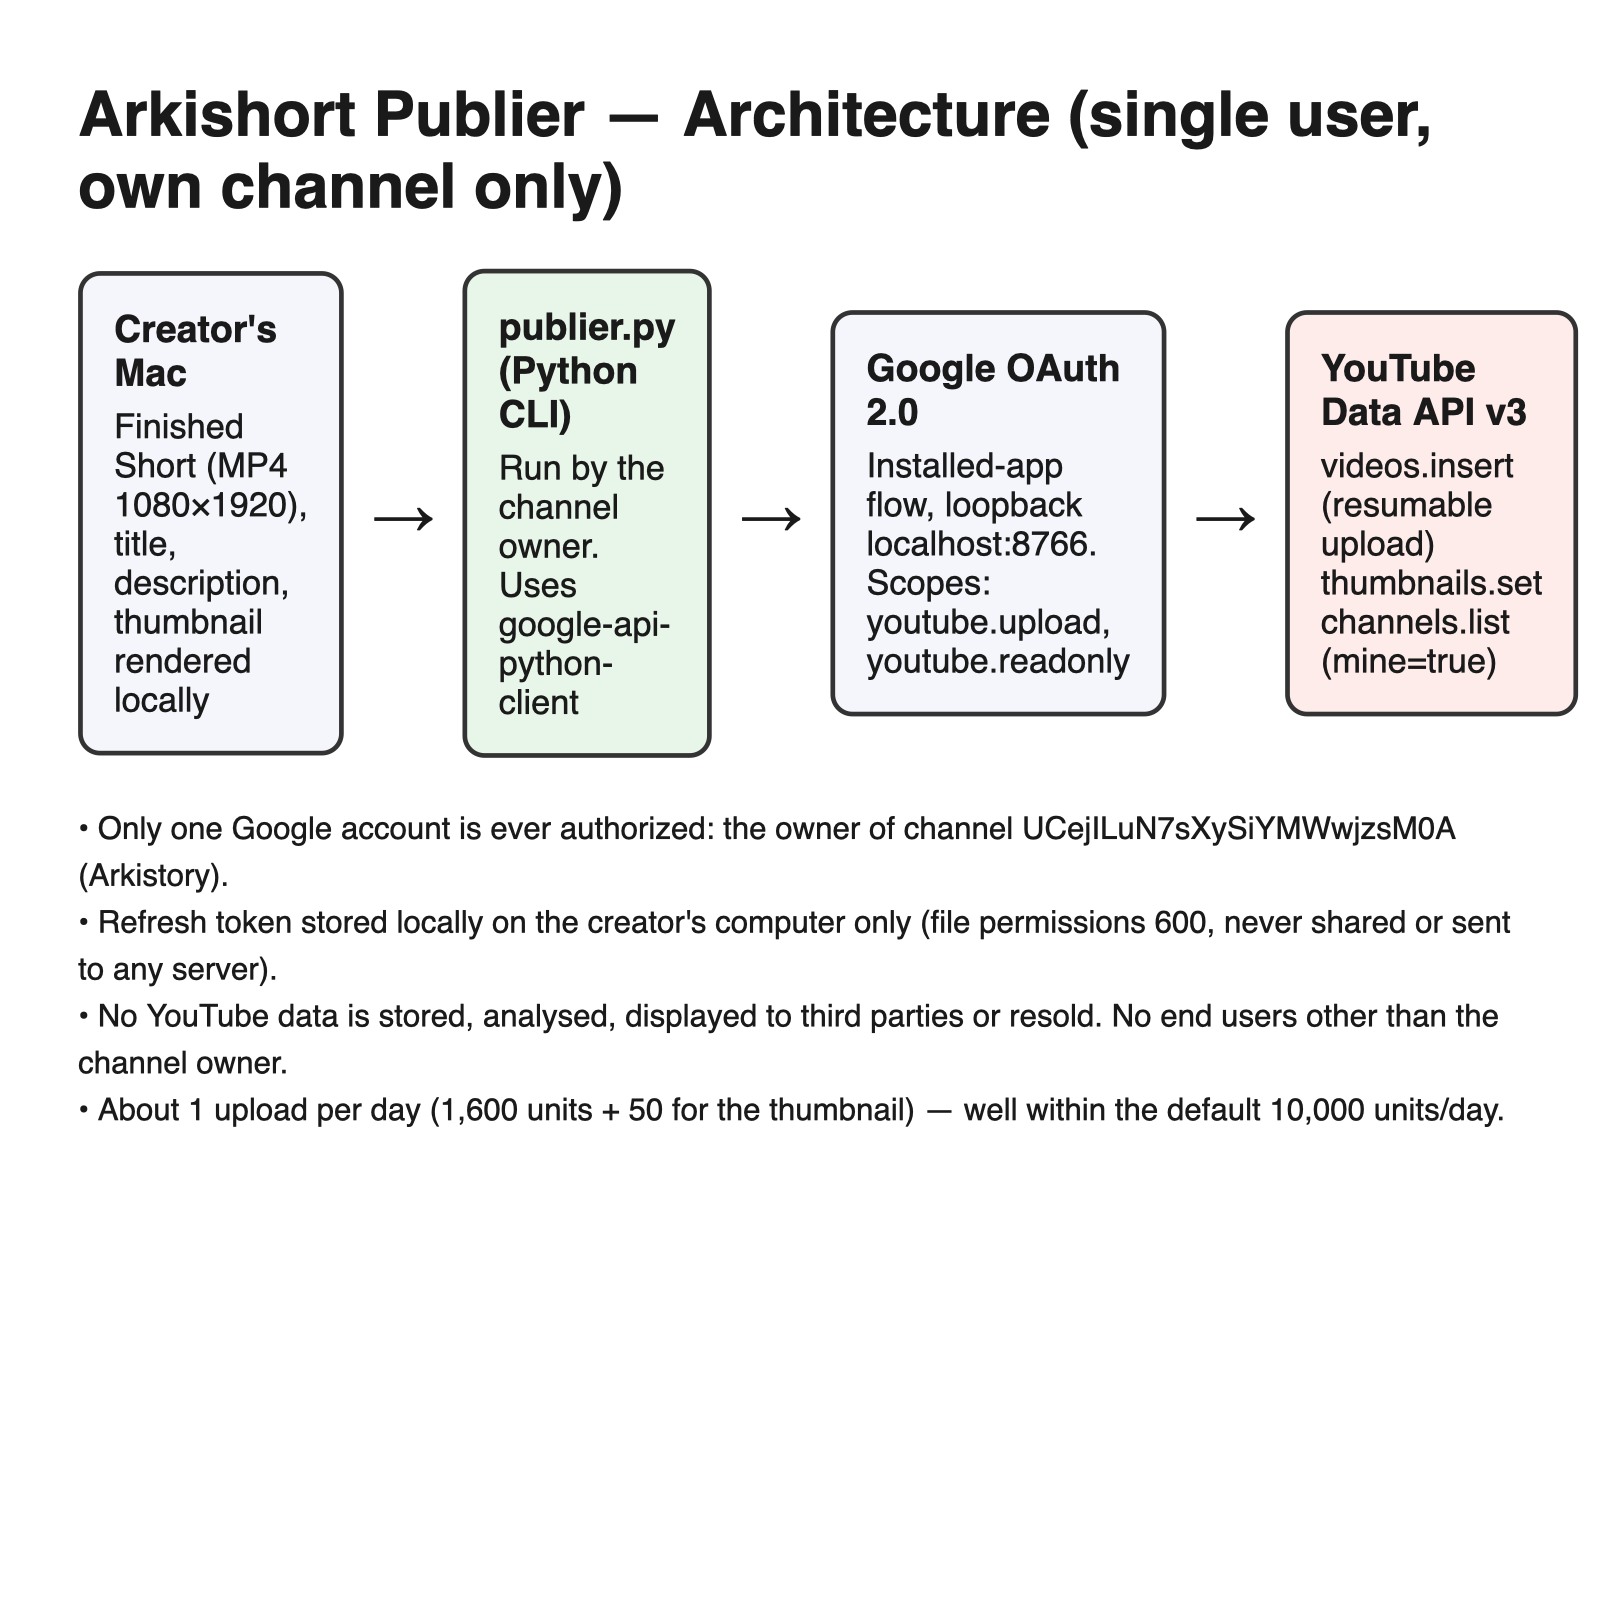 Arkishort Publier — Architecture (single user,
own channel only)
Creator's
Mac
Finished
Short (MP4
1080×1920),
title,
description,
thumbnail
rendered
locally
→
publier.py
(Python
CLI)
Run by the
channel
owner.
Uses
google-api-
python-
client
→
Google OAuth
2.0
Installed-app
flow, loopback
localhost:8766.
Scopes:
youtube.upload,
youtube.readonly
→
YouTube
Data API v3
videos.insert
(resumable
upload)
thumbnails.set
channels.list
(mine=true)
• Only one Google account is ever authorized: the owner of channel UCejILuN7sXySiYMWwjzsM0A
(Arkistory).
• Refresh token stored locally on the creator's computer only (file permissions 600, never shared or sent
to any server).
• No YouTube data is stored, analysed, displayed to third parties or resold. No end users other than the
channel owner.
• About 1 upload per day (1,600 units + 50 for the thumbnail) — well within the default 10,000 units/day.